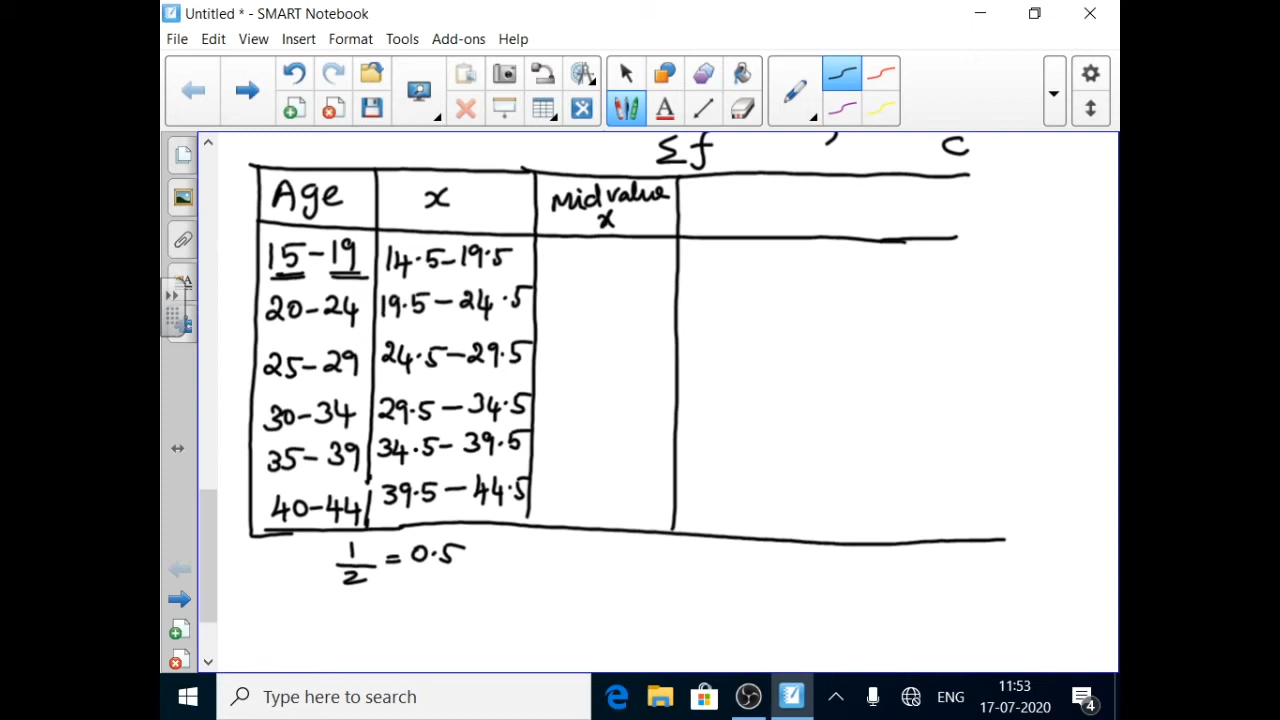 Untitled * - SMART Notebook
File Edit View Insert Format Tools Add-ons Help
Σf , c
Age x Mid value x
15-19 14.5-19.5
20-24 19.5-24.5
25-29 24.5-29.5
30-34 29.5-34.5
35-39 34.5-39.5
40-44 39.5-44.5
1/2 = 0.5
Type here to search
ENG
11:53
17-07-2020
4